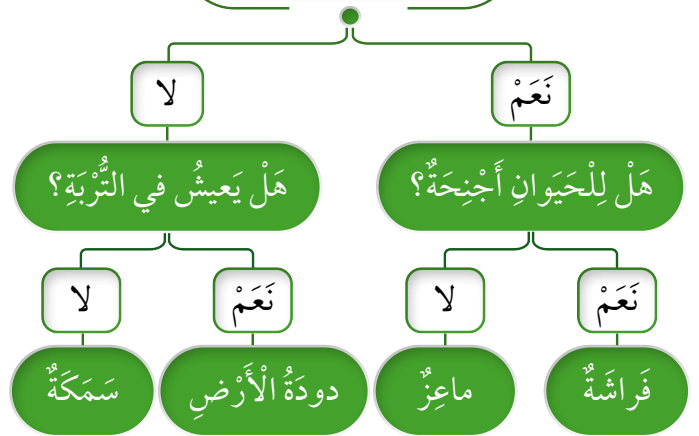 نَعَمْ
لا
هَلْ لِلْحَيَوانِ أَجْنِحَةٌ؟
هَلْ يَعيشُ في التُّرْبَةِ؟
نَعَمْ
لا
نَعَمْ
لا
فَراشَةٌ
ماعِزٌ
دودَةُ الْأَرْضِ
سَمَكَةٌ